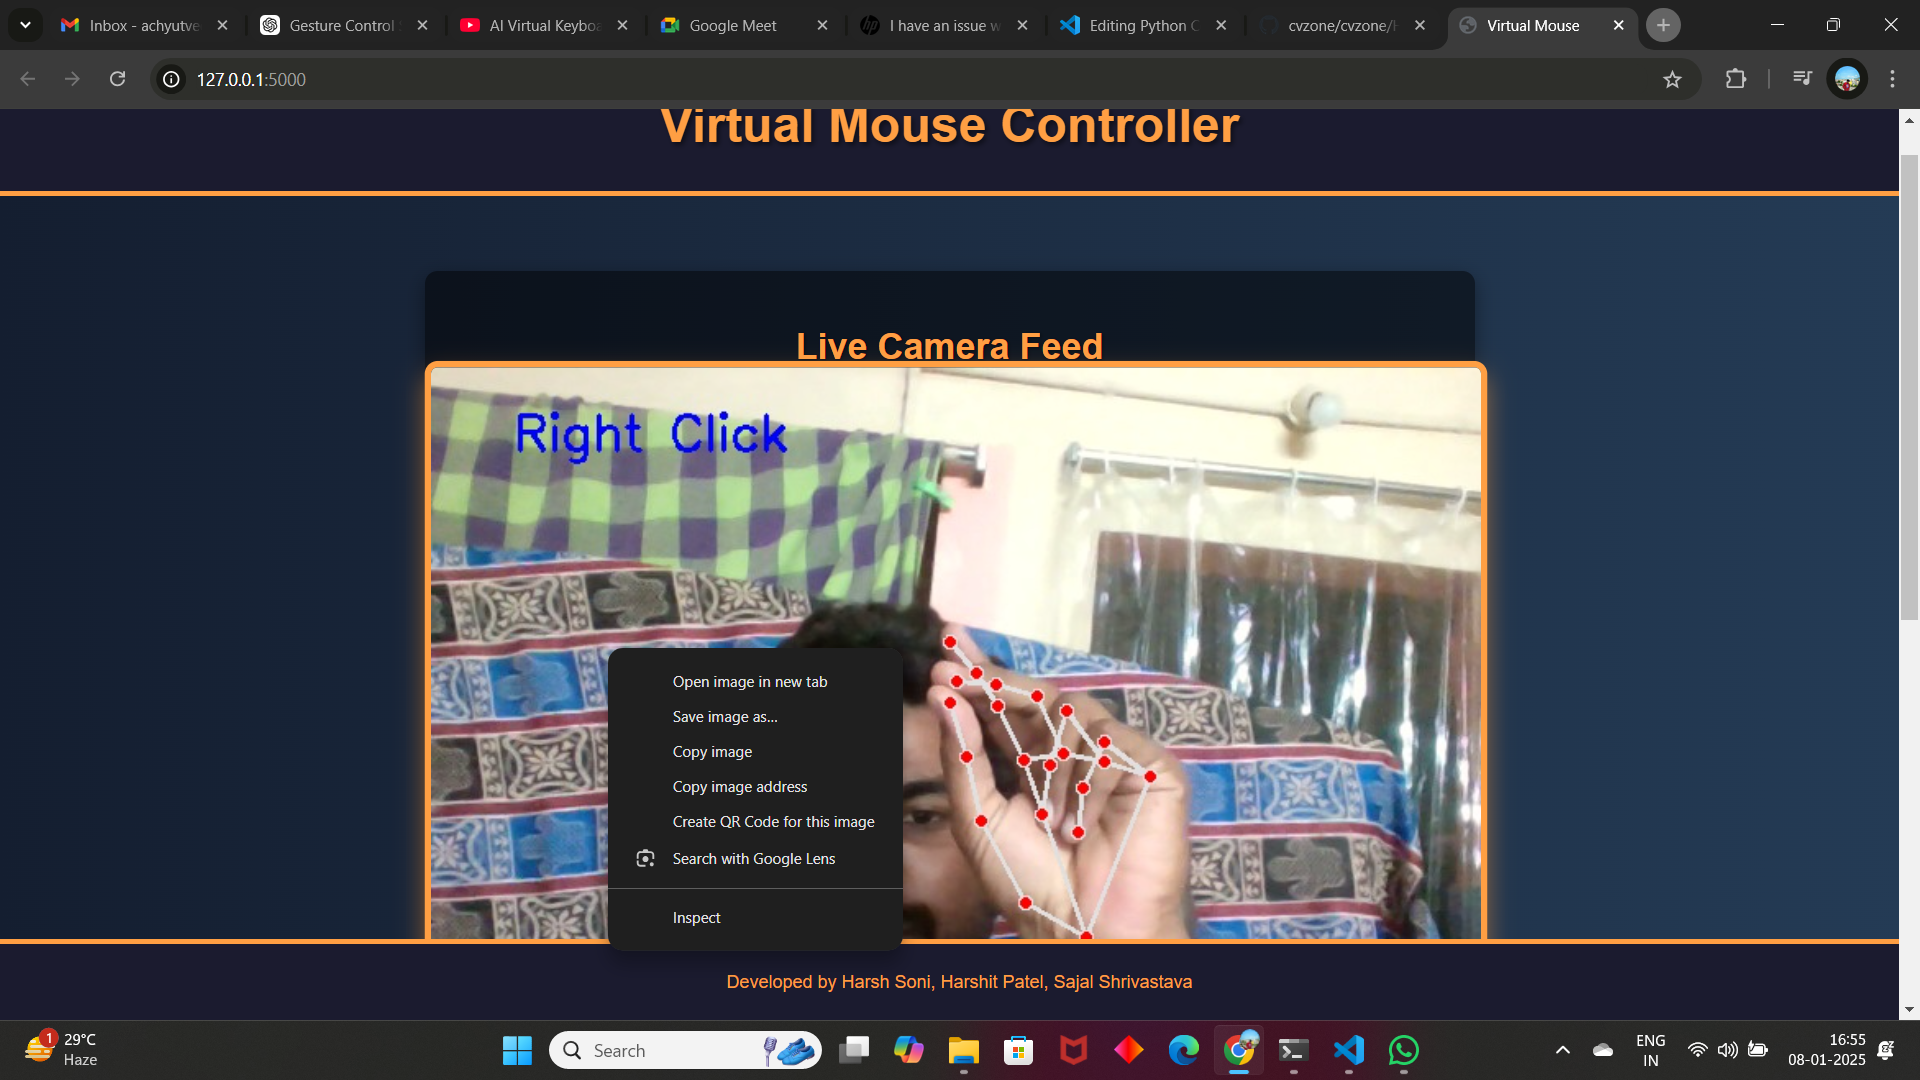 Inbox - achyutve
Gesture Control
AI Virtual Keyboa
Google Meet
I have an issue w
Editing Python C
cvzone/cvzone/H
Virtual Mouse
127.0.0.1:5000
Virtual Mouse Controller
Live Camera Feed
Right Click
Open image in new tab
Save image as...
Copy image
Copy image address
Create QR Code for this image
Search with Google Lens
Inspect
Developed by Harsh Soni, Harshit Patel, Sajal Shrivastava
1
29°C
Haze
Search
ENG
IN
16:55
08-01-2025